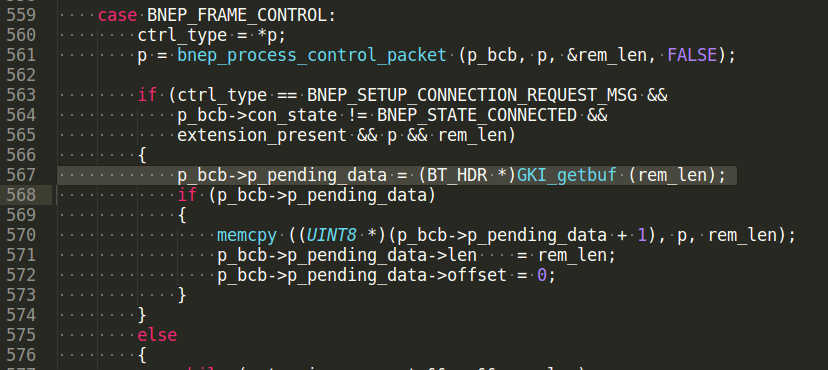 559 case BNEP_FRAME_CONTROL:
560 ctrl_type = *p;
561 p = bnep_process_control_packet (p_bcb, p, &rem_len, FALSE);
562
563 if (ctrl_type == BNEP_SETUP_CONNECTION_REQUEST_MSG &&
564 p_bcb->con_state != BNEP_STATE_CONNECTED &&
565 extension_present && p && rem_len)
566 {
567 p_bcb->p_pending_data = (BT_HDR *)GKI_getbuf (rem_len);
568 if (p_bcb->p_pending_data)
569 {
570 memcpy ((UINT8 *)(p_bcb->p_pending_data + 1), p, rem_len);
571 p_bcb->p_pending_data->len    = rem_len;
572 p_bcb->p_pending_data->offset = 0;
573 }
574 }
575 else
576 {